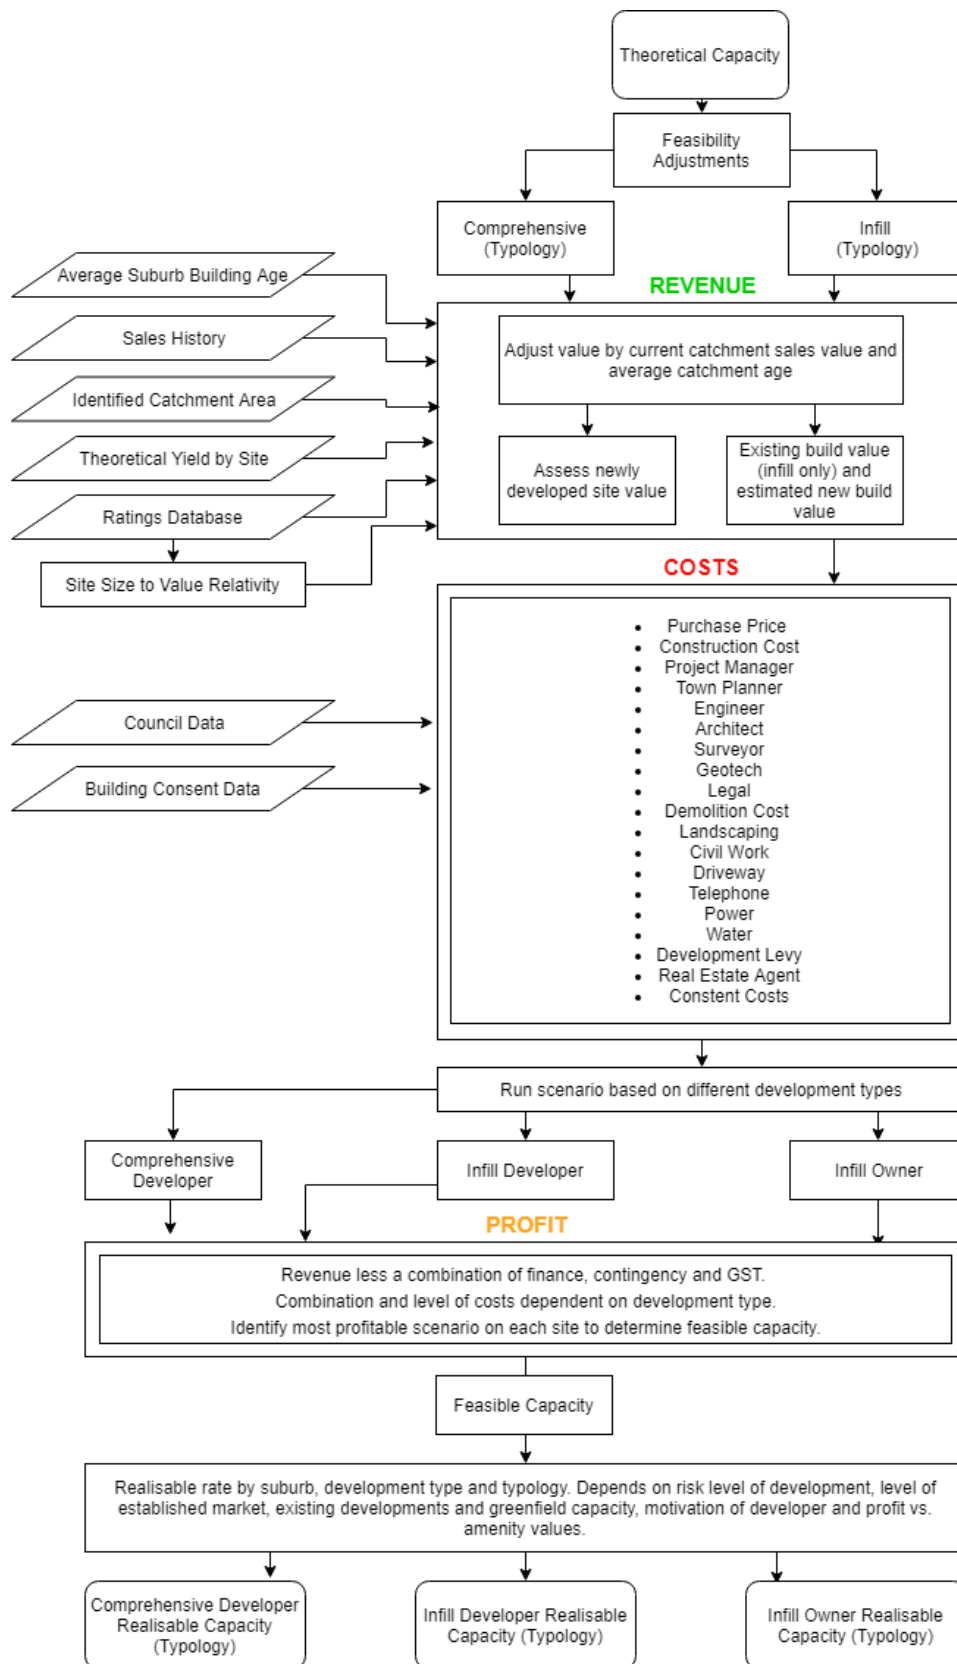 Theoretical Capacity
Feasibility
Adjustments
Comprehensive
(Typology)
Infill
(Typology)
REVENUE
Average Suburb Building Age
Sales History
Identified Catchment Area
Theoretical Yield by Site
Ratings Database
Site Size to Value Relativity
Adjust value by current catchment sales value and
average catchment age
Assess newly
developed site value
Existing build value
(infill only) and
estimated new build
value
COSTS
Council Data
Building Consent Data
• Purchase Price
• Construction Cost
• Project Manager
• Town Planner
• Engineer
• Architect
• Surveyor
• Geotech
• Legal
• Demolition Cost
• Landscaping
• Civil Work
• Driveway
• Telephone
• Power
• Water
• Development Levy
• Real Estate Agent
• Constent Costs
Run scenario based on different development types
Comprehensive
Developer
Infill Developer
Infill Owner
PROFIT
Revenue less a combination of finance, contingency and GST.
Combination and level of costs dependent on development type.
Identify most profitable scenario on each site to determine feasible capacity.
Feasible Capacity
Realisable rate by suburb, development type and typology. Depends on risk level of development, level of
established market, existing developments and greenfield capacity, motivation of developer and profit vs.
amenity values.
Comprehensive Developer
Realisable Capacity
(Typology)
Infill Developer Realisable
Capacity (Typology)
Infill Owner Realisable
Capacity (Typology)